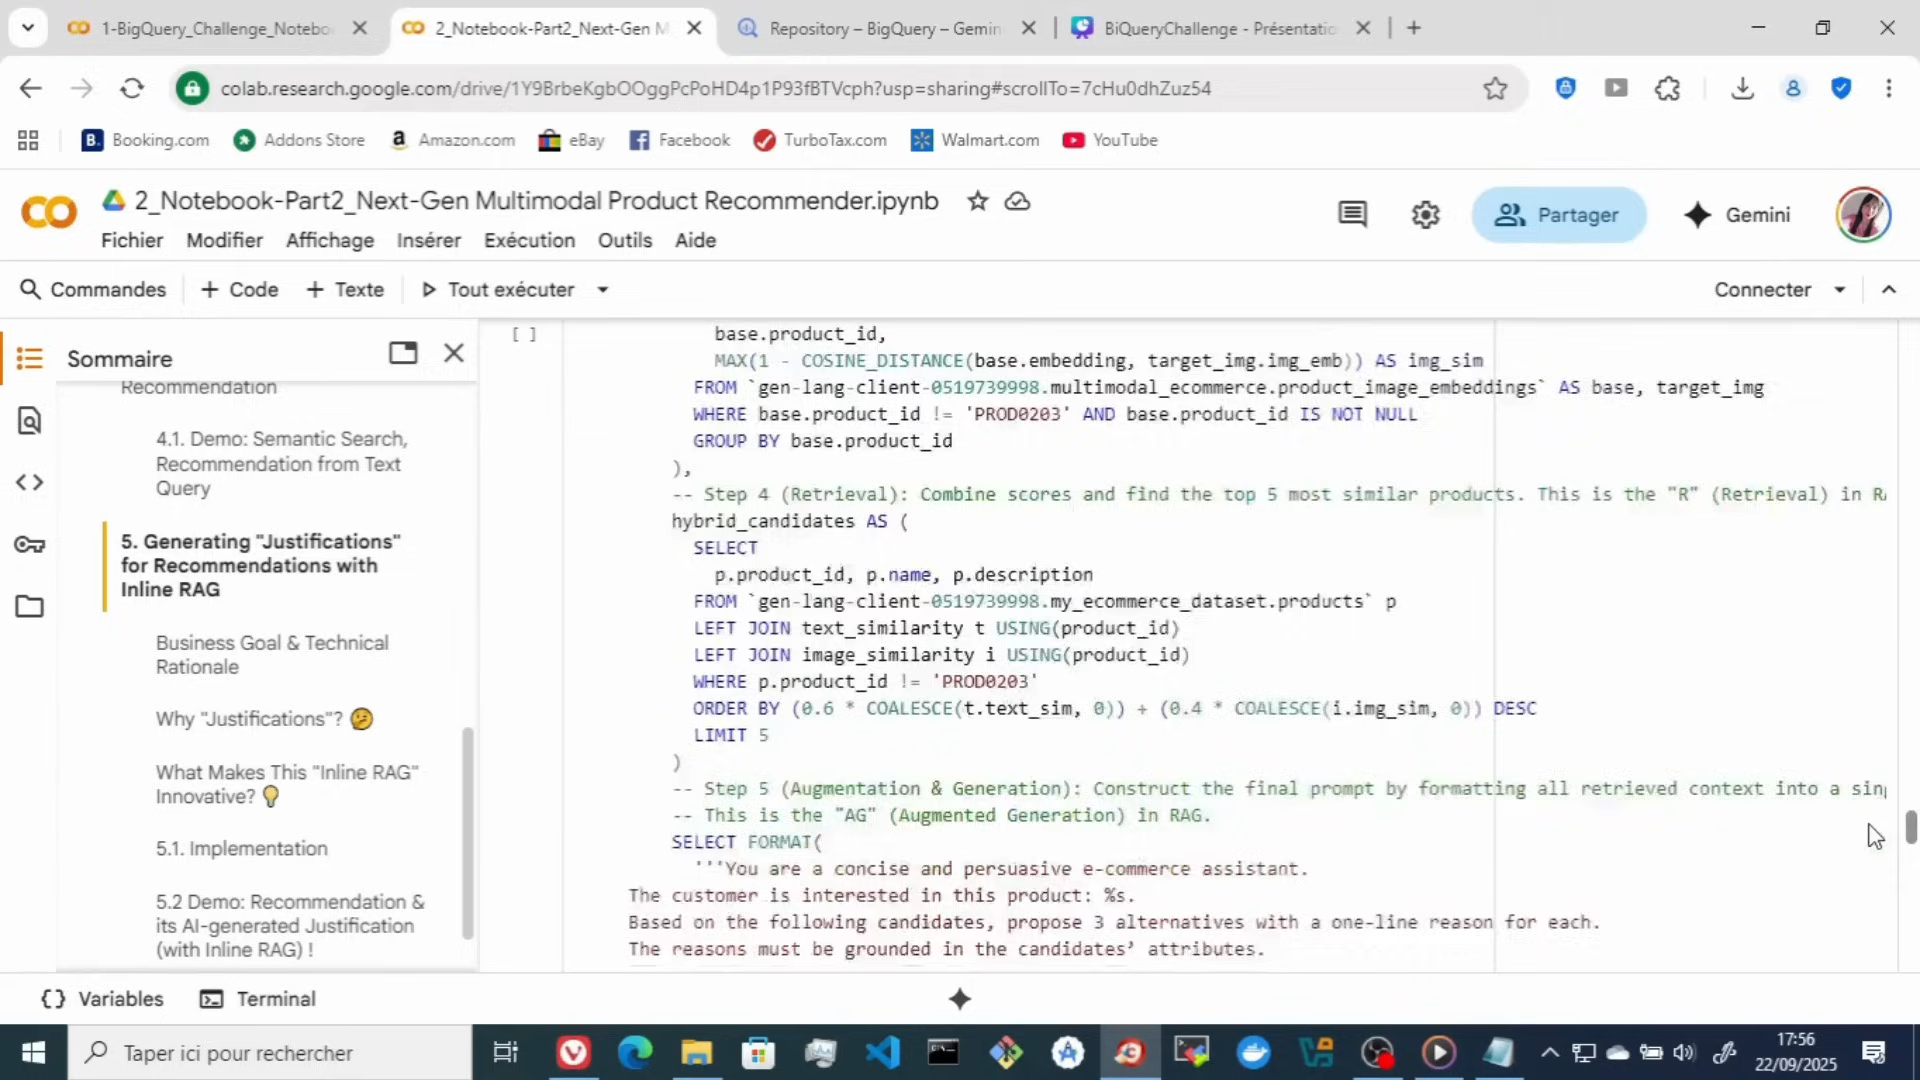 1-BigQuery_Challenge_Notebo
2_Notebook-Part2_Next-Gen M
Repository – BigQuery – Gemin
BiQueryChallenge - Présentatio
colab.research.google.com/drive/1Y9BrbeKgbOOggPcPoHD4p1P93fBTVcph?usp=sharing#scrollTo=7cHu0dhZuz54
B. Booking.com
Addons Store
Amazon.com
eBay
Facebook
TurboTax.com
Walmart.com
YouTube
2_Notebook-Part2_Next-Gen Multimodal Product Recommender.ipynb
Partager
Gemini
Fichier Modifier Affichage Insérer Exécution Outils Aide
Commandes + Code + Texte Tout exécuter
Connecter
Sommaire
Recommendation
4.1. Demo: Semantic Search,
Recommendation from Text
Query
5. Generating "Justifications"
for Recommendations with
Inline RAG
Business Goal & Technical
Rationale
Why "Justifications"? 🤔
What Makes This "Inline RAG"
Innovative? 💡
5.1. Implementation
5.2 Demo: Recommendation &
its AI-generated Justification
(with Inline RAG) !
[ ]
base.product_id,
MAX(1 - COSINE_DISTANCE(base.embedding, target_img.img_emb)) AS img_sim
FROM `gen-lang-client-0519739998.multimodal_ecommerce.product_image_embeddings` AS base, target_img
WHERE base.product_id != 'PROD0203' AND base.product_id IS NOT NULL
GROUP BY base.product_id
),
-- Step 4 (Retrieval): Combine scores and find the top 5 most similar products. This is the "R" (Retrieval) in RA
hybrid_candidates AS (
SELECT
p.product_id, p.name, p.description
FROM `gen-lang-client-0519739998.my_ecommerce_dataset.products` p
LEFT JOIN text_similarity t USING(product_id)
LEFT JOIN image_similarity i USING(product_id)
WHERE p.product_id != 'PROD0203'
ORDER BY (0.6 * COALESCE(t.text_sim, 0)) + (0.4 * COALESCE(i.img_sim, 0)) DESC
LIMIT 5
)
-- Step 5 (Augmentation & Generation): Construct the final prompt by formatting all retrieved context into a sing
-- This is the "AG" (Augmented Generation) in RAG.
SELECT FORMAT(
'''You are a concise and persuasive e-commerce assistant.
The customer is interested in this product: %s.
Based on the following candidates, propose 3 alternatives with a one-line reason for each.
The reasons must be grounded in the candidates’ attributes.
Variables
Terminal
Taper ici pour rechercher
17:56
22/09/2025